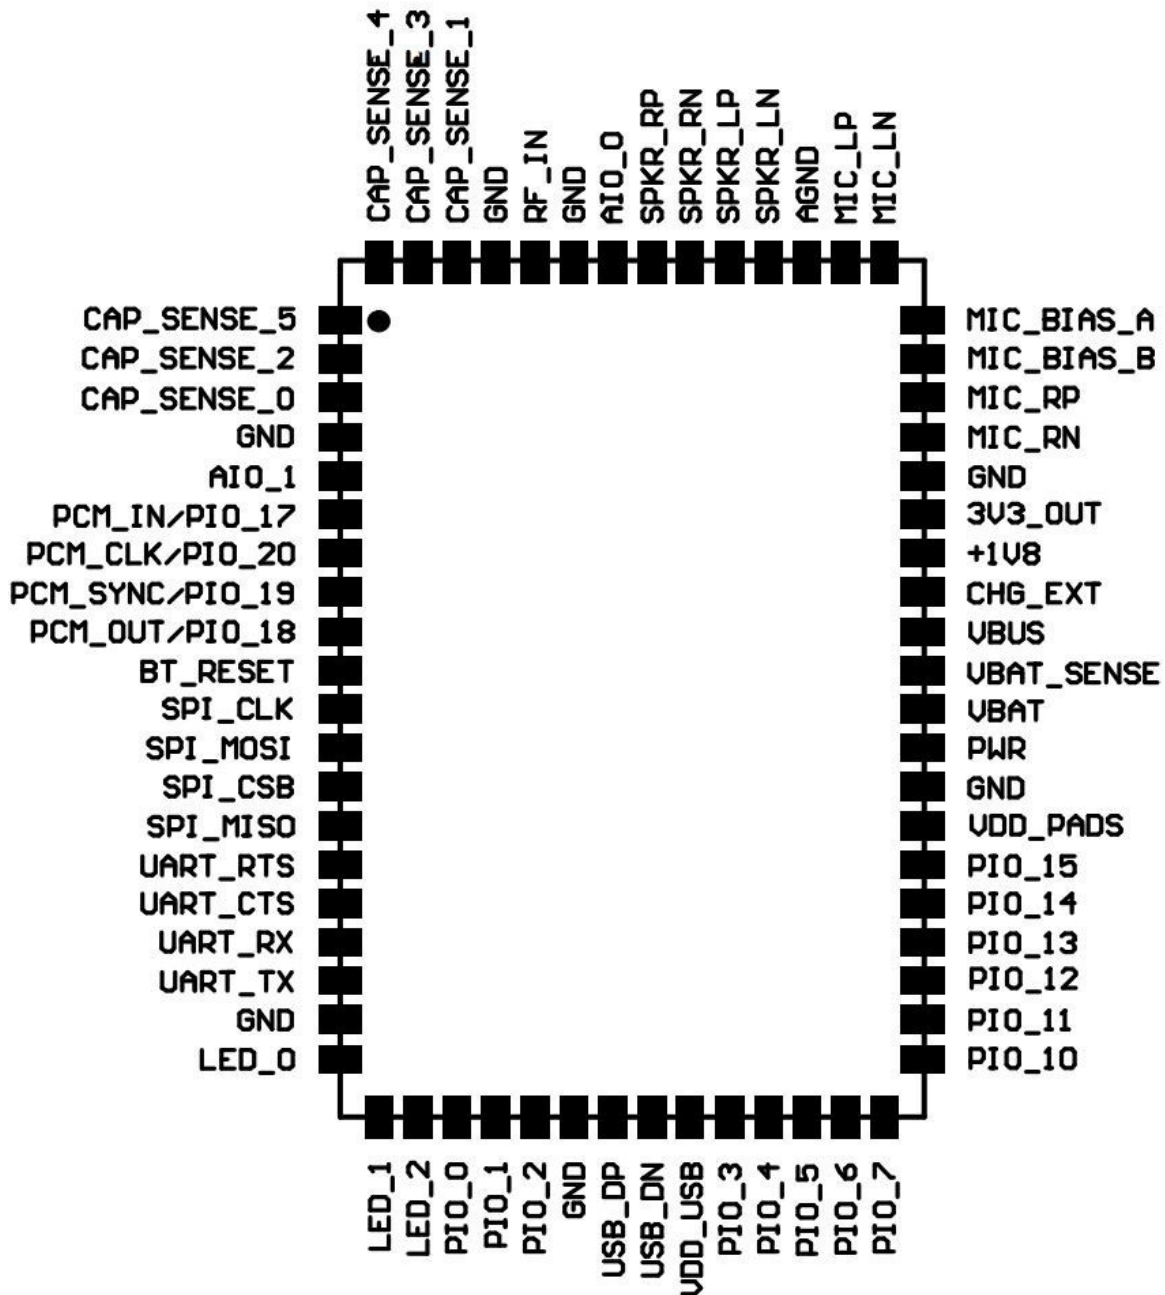 CAP_SENSE_4
CAP_SENSE_3
CAP_SENSE_1
GND
RF_IN
GND
AIO_0
SPKR_RP
SPKR_RN
SPKR_LP
SPKR_LN
AGND
MIC_LP
MIC_LN
CAP_SENSE_5
CAP_SENSE_2
CAP_SENSE_0
GND
AIO_1
PCM_IN/PIO_17
PCM_CLK/PIO_20
PCM_SYNC/PIO_19
PCM_OUT/PIO_18
BT_RESET
SPI_CLK
SPI_MOSI
SPI_CSB
SPI_MISO
UART_RTS
UART_CTS
UART_RX
UART_TX
GND
LED_0
MIC_BIAS_A
MIC_BIAS_B
MIC_RP
MIC_RN
GND
3V3_OUT
+1V8
CHG_EXT
VBUS
VBAT_SENSE
VBAT
PWR
GND
VDD_PADS
PIO_15
PIO_14
PIO_13
PIO_12
PIO_11
PIO_10
LED_1
LED_2
PIO_0
PIO_1
PIO_2
GND
USB_DP
USB_DN
VDD_USB
PIO_3
PIO_4
PIO_5
PIO_6
PIO_7